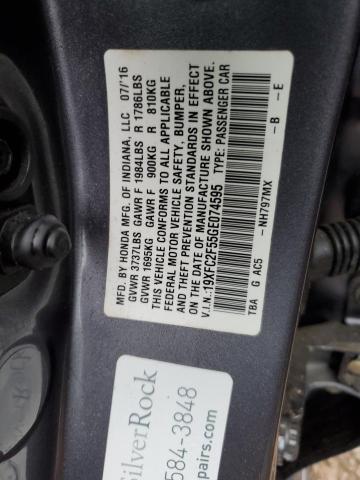 MFD. BY HONDA MFG. OF INDIANA, LLC 07/'16
GVWR 3737LBS GAWR F 1984LBS R 1786LBS
GVWR 1695KG GAWR F 900KG R 810KG
THIS VEHICLE CONFORMS TO ALL APPLICABLE
FEDERAL MOTOR VEHICLE SAFETY, BUMPER,
AND THEFT PREVENTION STANDARDS IN EFFECT
ON THE DATE OF MANUFACTURE SHOWN ABOVE.
V.I.N.:19XFC2F55GE074595 TYPE: PASSENGER CAR
TBA G AC5 -NH797MX -B -E
SilverRock
584-3848
pairs.com